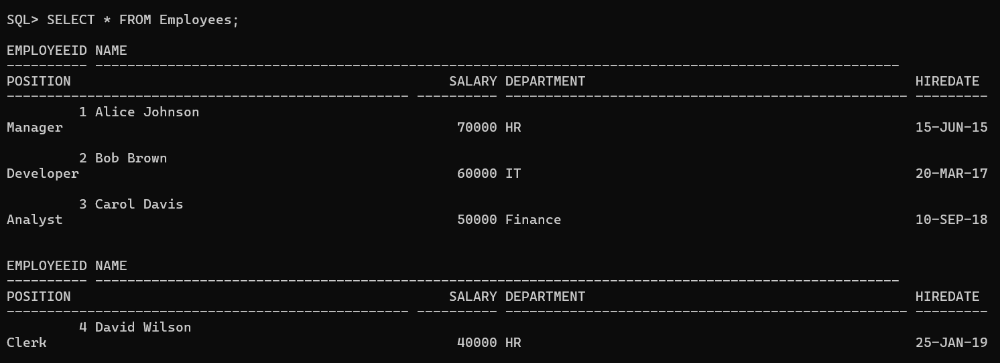 SQL> SELECT * FROM Employees;
EMPLOYEEID NAME
---------- ----------------------------------------------------------------------------------------------------
POSITION                                               SALARY DEPARTMENT                                         HIREDATE
-------------------------------------------------- ---------- -------------------------------------------------- ---------
         1 Alice Johnson
Manager                                                 70000 HR                                                 15-JUN-15
         2 Bob Brown
Developer                                               60000 IT                                                 20-MAR-17
         3 Carol Davis
Analyst                                                 50000 Finance                                            10-SEP-18
EMPLOYEEID NAME
---------- ----------------------------------------------------------------------------------------------------
POSITION                                               SALARY DEPARTMENT                                         HIREDATE
-------------------------------------------------- ---------- -------------------------------------------------- ---------
         4 David Wilson
Clerk                                                   40000 HR                                                 25-JAN-19